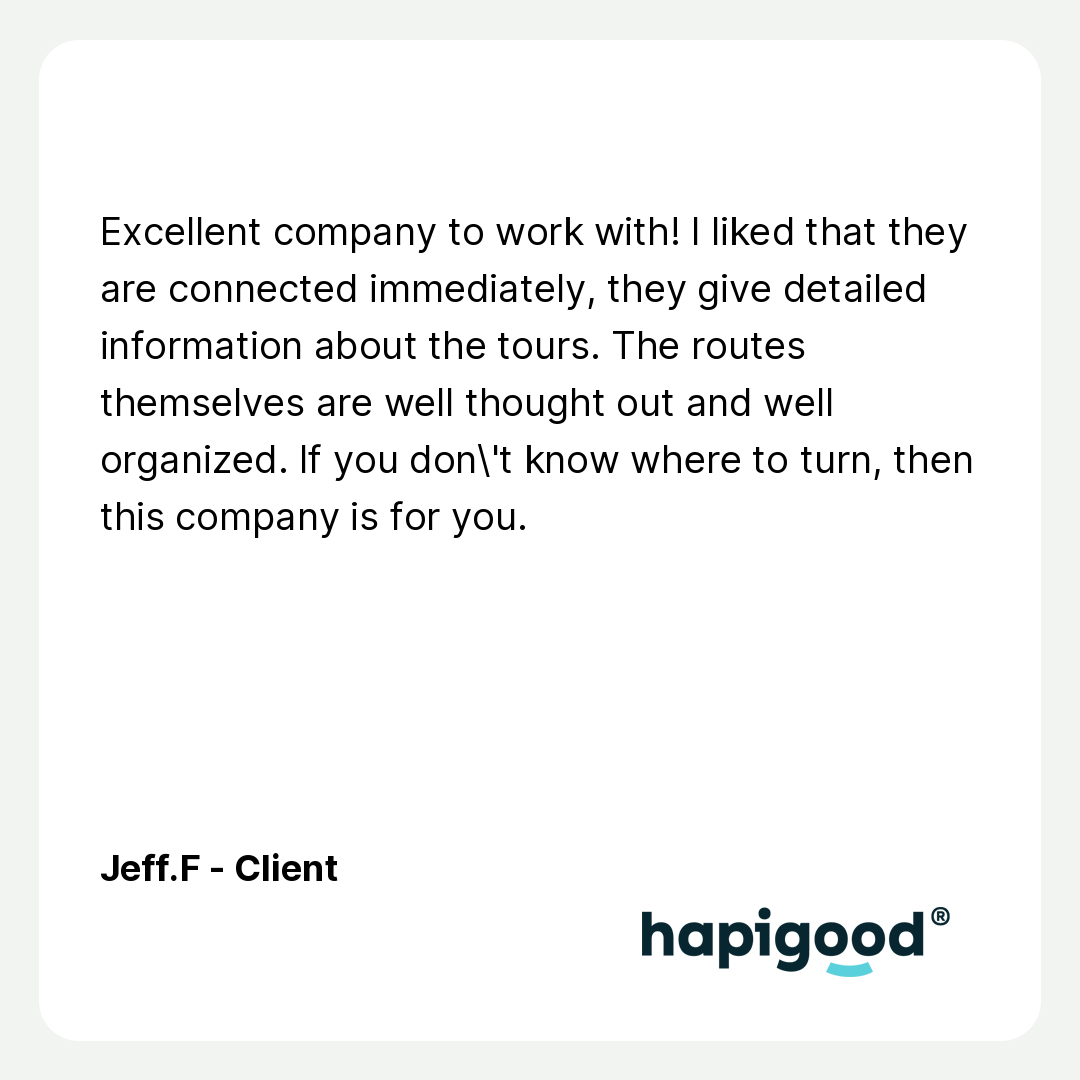 Excellent company to work with! I liked that they
are connected immediately, they give detailed
information about the tours. The routes
themselves are well thought out and well
organized. If you don\'t know where to turn, then
this company is for you.
Jeff.F - Client
hapigood®